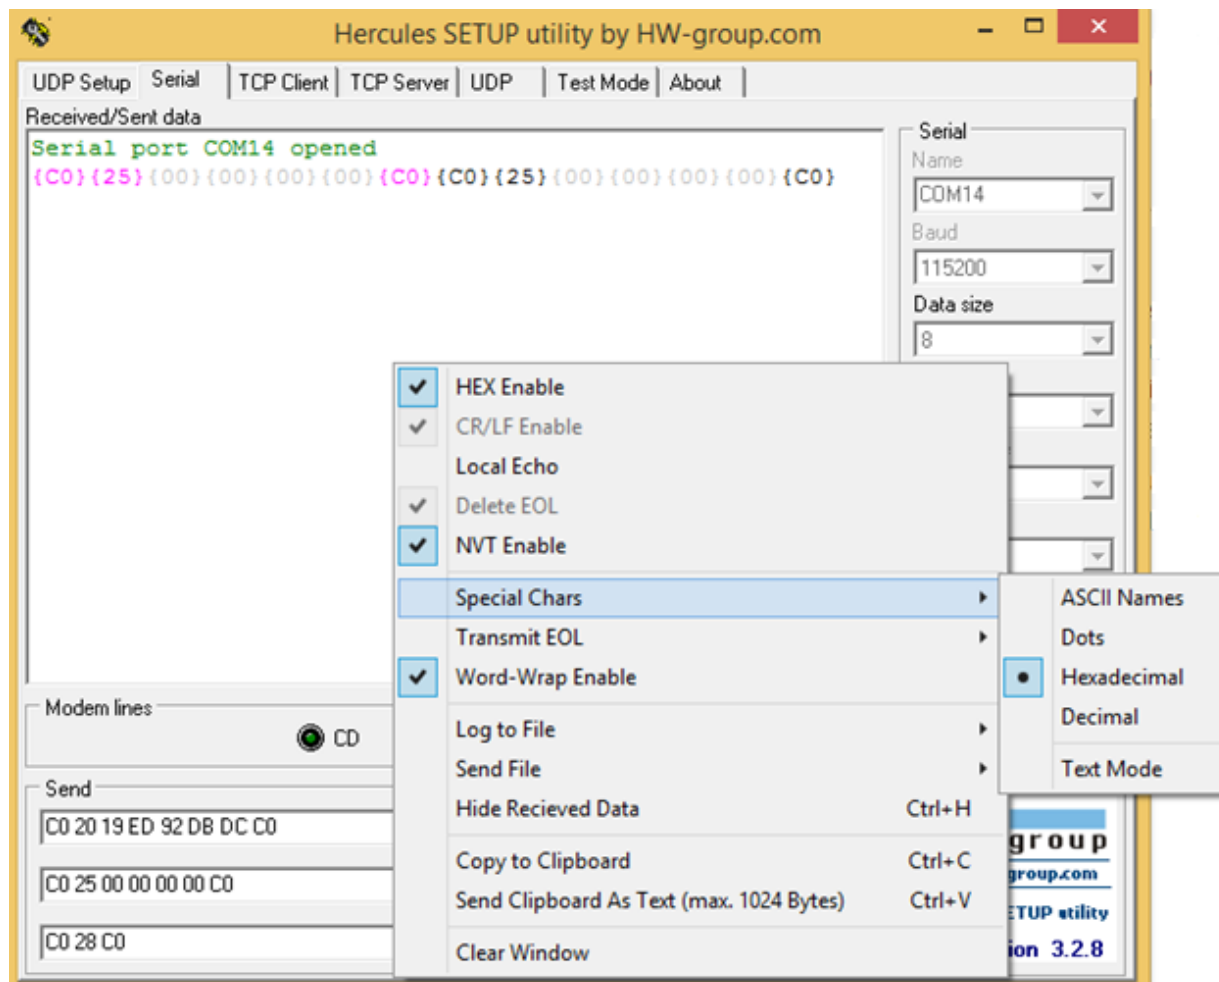 Hercules SETUP utility by HW-group.com
UDP Setup Serial TCP Client TCP Server UDP Test Mode About
Received/Sent data
Serial port COM14 opened
{C0}{25}{00}{00}{00}{00}{C0}{C0}{25}{00}{00}{00}{00}{C0}
Serial
Name
COM14
Baud
115200
Data size
8
HEX Enable
CR/LF Enable
Local Echo
Delete EOL
NVT Enable
Special Chars
Transmit EOL
Word-Wrap Enable
Log to File
Send File
Hide Recieved Data Ctrl+H
Copy to Clipboard Ctrl+C
Send Clipboard As Text (max. 1024 Bytes) Ctrl+V
Clear Window
ASCII Names
Dots
Hexadecimal
Decimal
Text Mode
Modem lines
CD
Send
C0 20 19 ED 92 DB DC C0
C0 25 00 00 00 00 C0
C0 28 C0
group
group.com
ETUP utility
ion 3.2.8